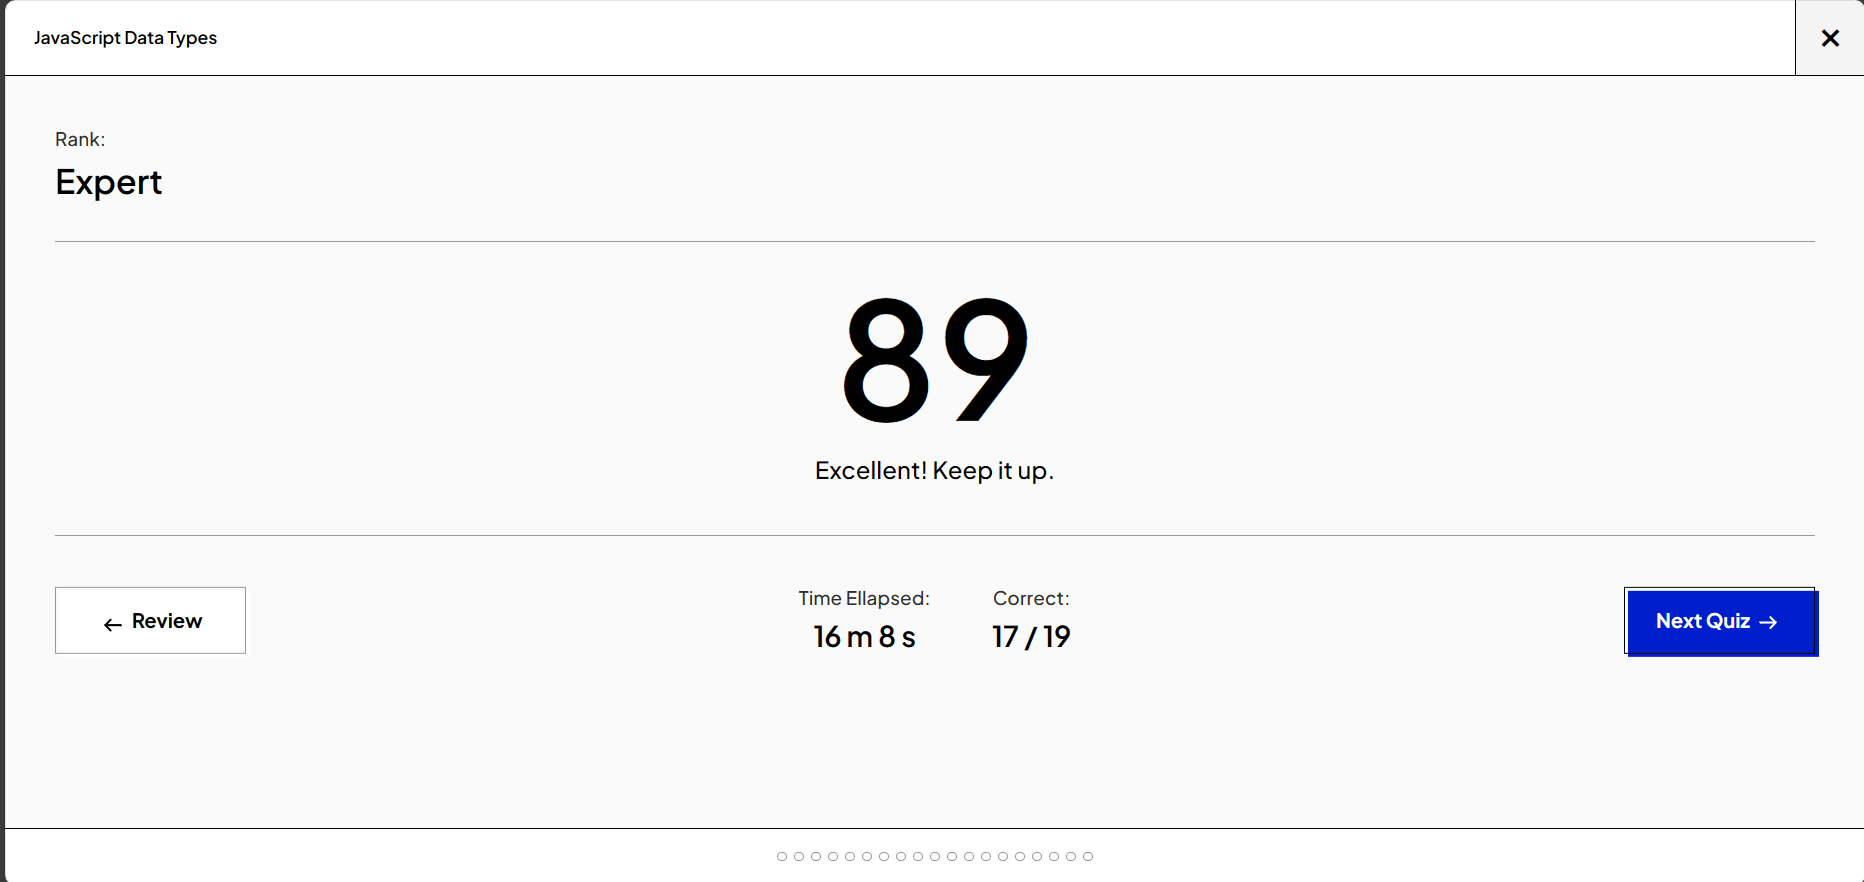 JavaScript Data Types
Rank:
Expert
89
Excellent! Keep it up.
← Review
Time Ellapsed:
16 m 8 s
Correct:
17 / 19
Next Quiz →